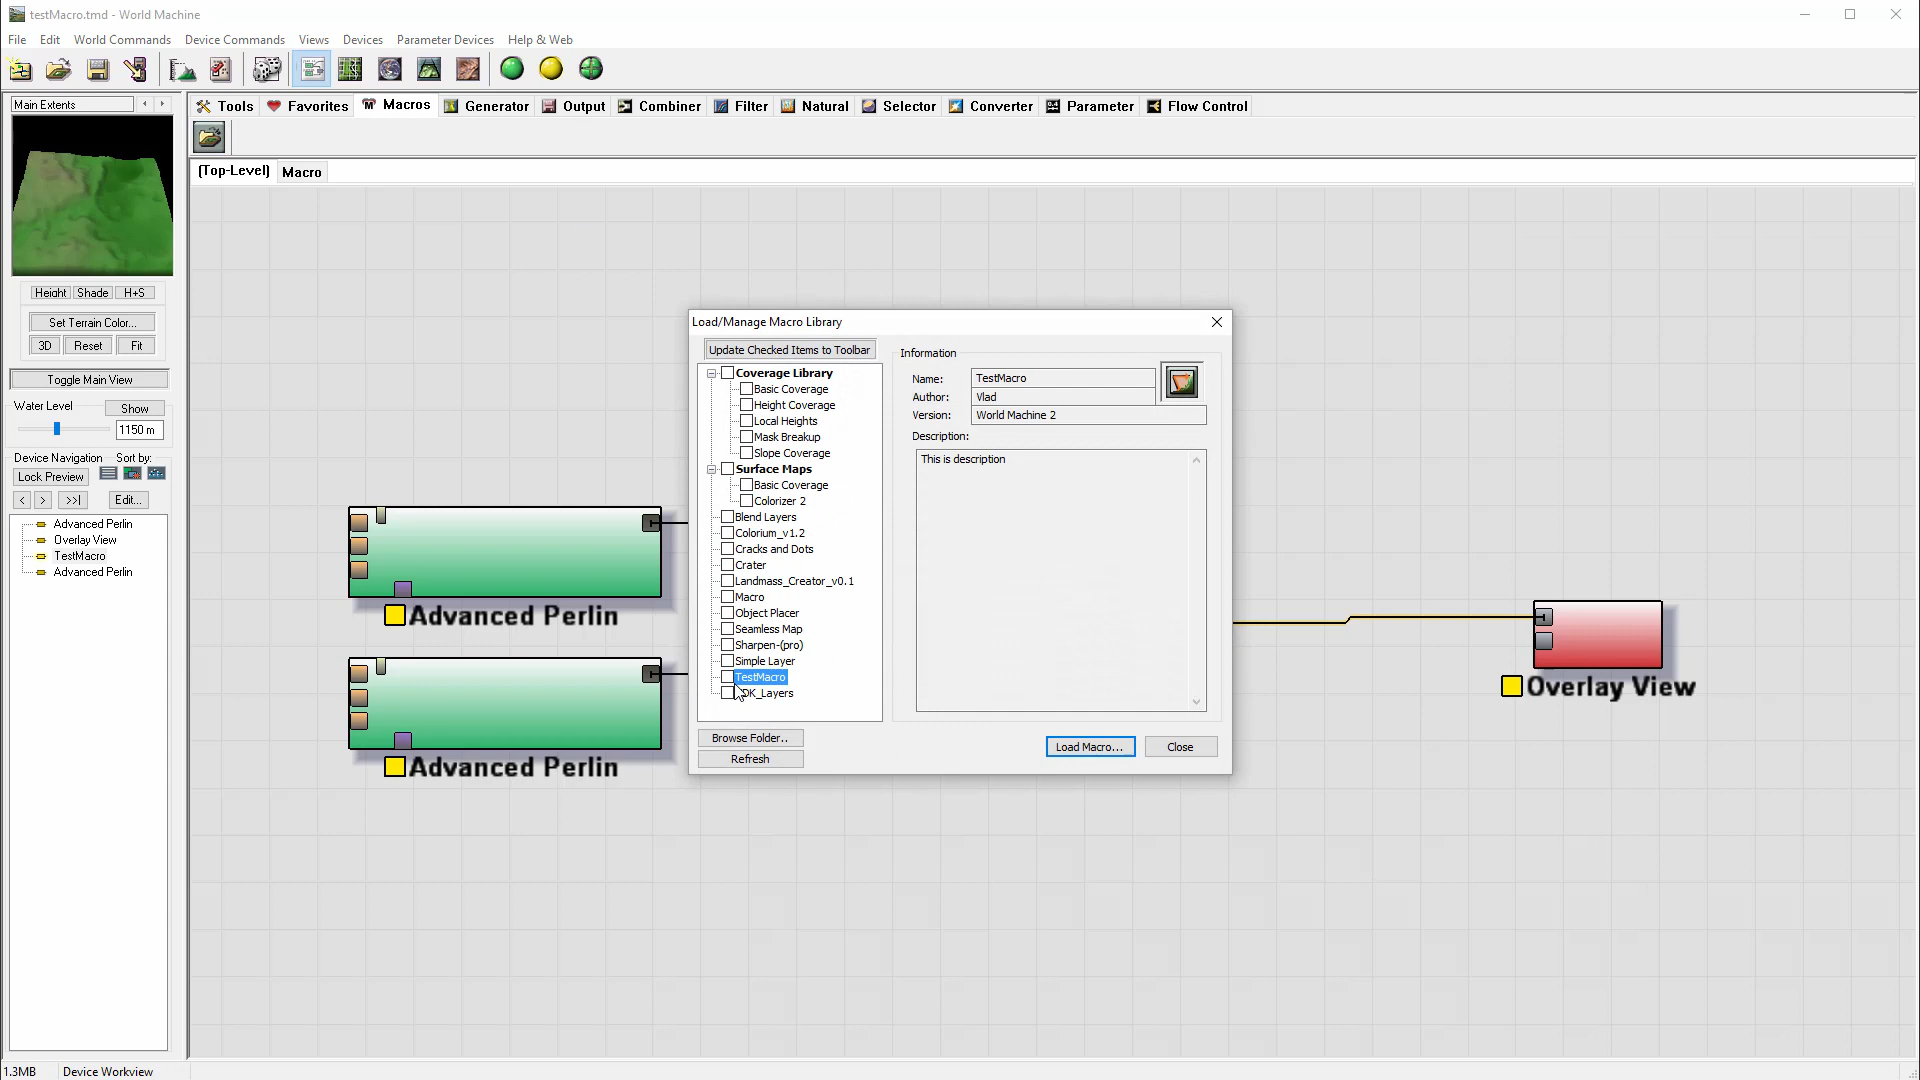 testMacro.tmd - World Machine
File Edit World Commands Device Commands Views Devices Parameter Devices Help & Web
Main Extents
Tools Favorites Macros Generator Output Combiner Filter Natural Selector Converter Parameter Flow Control
(Top-Level) Macro
Height Shade H+S
Set Terrain Color...
3D Reset Fit
Toggle Main View
Water Level Show
1150 m
Device Navigation Sort by:
Lock Preview
< > >>| Edit...
Advanced Perlin
Overlay View
TestMacro
Advanced Perlin
Advanced Perlin
Advanced Perlin
Overlay View
Load/Manage Macro Library
Update Checked Items to Toolbar
Coverage Library
Basic Coverage
Height Coverage
Local Heights
Mask Breakup
Slope Coverage
Surface Maps
Basic Coverage
Colorizer 2
Blend Layers
Colorium_v1.2
Cracks and Dots
Crater
Landmass_Creator_v0.1
Macro
Object Placer
Seamless Map
Sharpen-(pro)
Simple Layer
TestMacro
Browse Folder..
Refresh
Information
Name: TestMacro
Author: Vlad
Version: World Machine 2
Description:
This is description
Load Macro... Close
1.3MB Device Workview